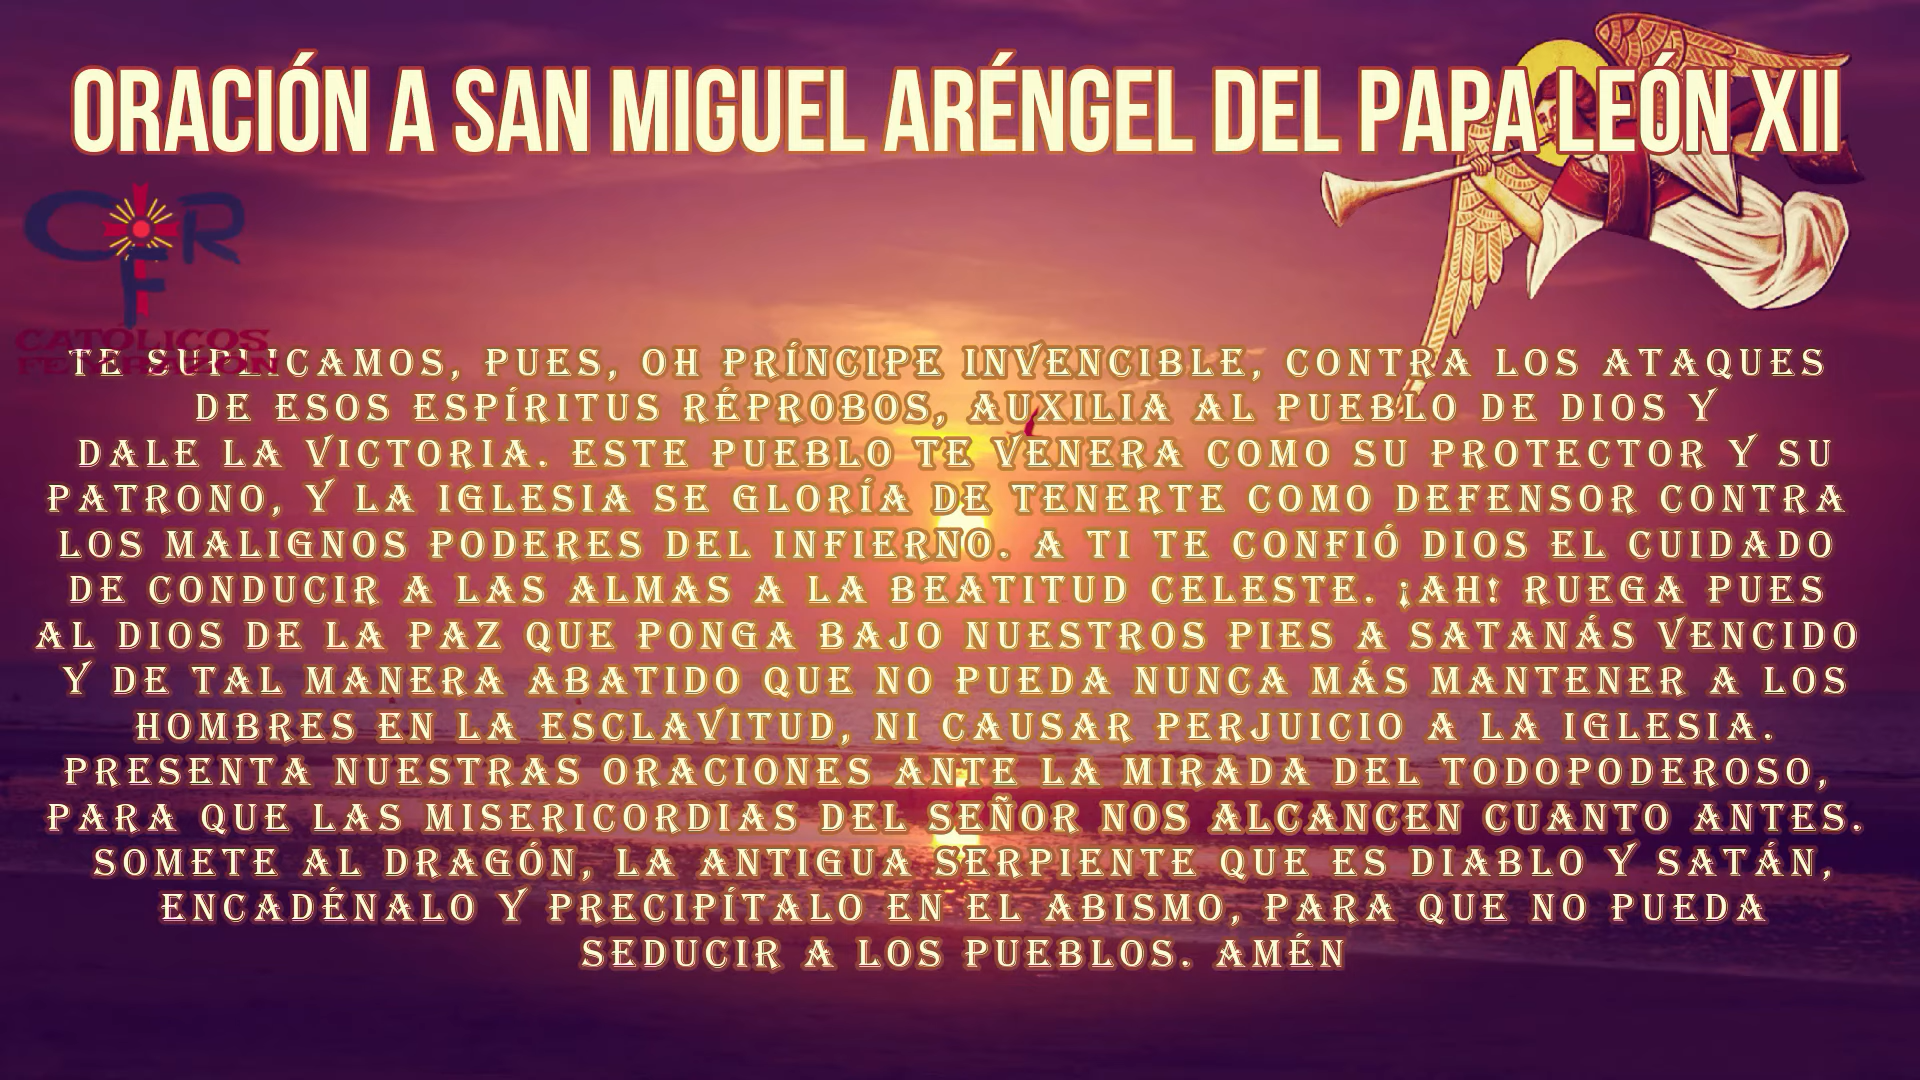 ORACIÓN A SAN MIGUEL ARÉNGEL DEL PAPA LEÓN XII
CRF
CATÓLICOS
FE Y RAZÓN
TE SUPLICAMOS, PUES, OH PRÍNCIPE INVENCIBLE, CONTRA LOS ATAQUES
DE ESOS ESPÍRITUS RÉPROBOS, AUXILIA AL PUEBLO DE DIOS Y
DALE LA VICTORIA. ESTE PUEBLO TE VENERA COMO SU PROTECTOR Y SU
PATRONO, Y LA IGLESIA SE GLORÍA DE TENERTE COMO DEFENSOR CONTRA
LOS MALIGNOS PODERES DEL INFIERNO. A TI TE CONFIÓ DIOS EL CUIDADO
DE CONDUCIR A LAS ALMAS A LA BEATITUD CELESTE. ¡AH! RUEGA PUES
AL DIOS DE LA PAZ QUE PONGA BAJO NUESTROS PIES A SATANÁS VENCIDO
Y DE TAL MANERA ABATIDO QUE NO PUEDA NUNCA MÁS MANTENER A LOS
HOMBRES EN LA ESCLAVITUD, NI CAUSAR PERJUICIO A LA IGLESIA.
PRESENTA NUESTRAS ORACIONES ANTE LA MIRADA DEL TODOPODEROSO,
PARA QUE LAS MISERICORDIAS DEL SEÑOR NOS ALCANCEN CUANTO ANTES.
SOMETE AL DRAGÓN, LA ANTIGUA SERPIENTE QUE ES DIABLO Y SATÁN,
ENCADÉNALO Y PRECIPÍTALO EN EL ABISMO, PARA QUE NO PUEDA
SEDUCIR A LOS PUEBLOS. AMÉN